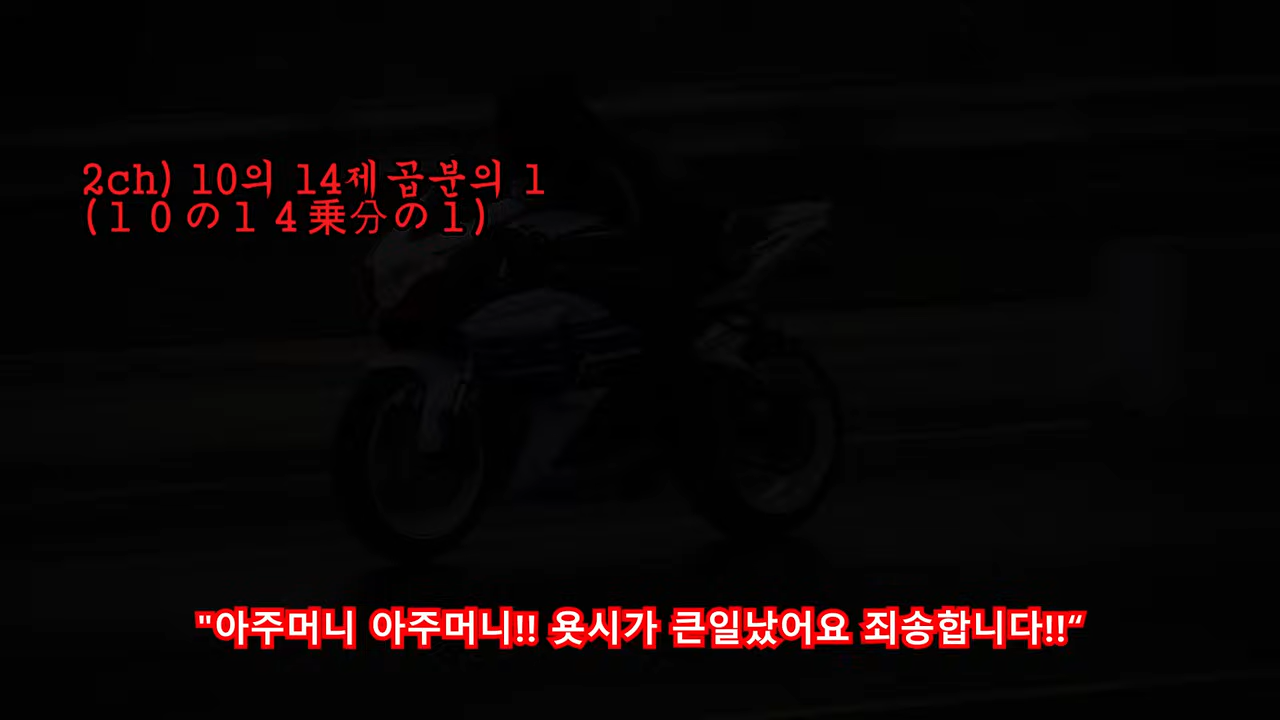 2ch) 10의 14제곱분의 1
(１０の１４乗分の１)
"아주머니 아주머니!! 욧시가 큰일났어요 죄송합니다!!“